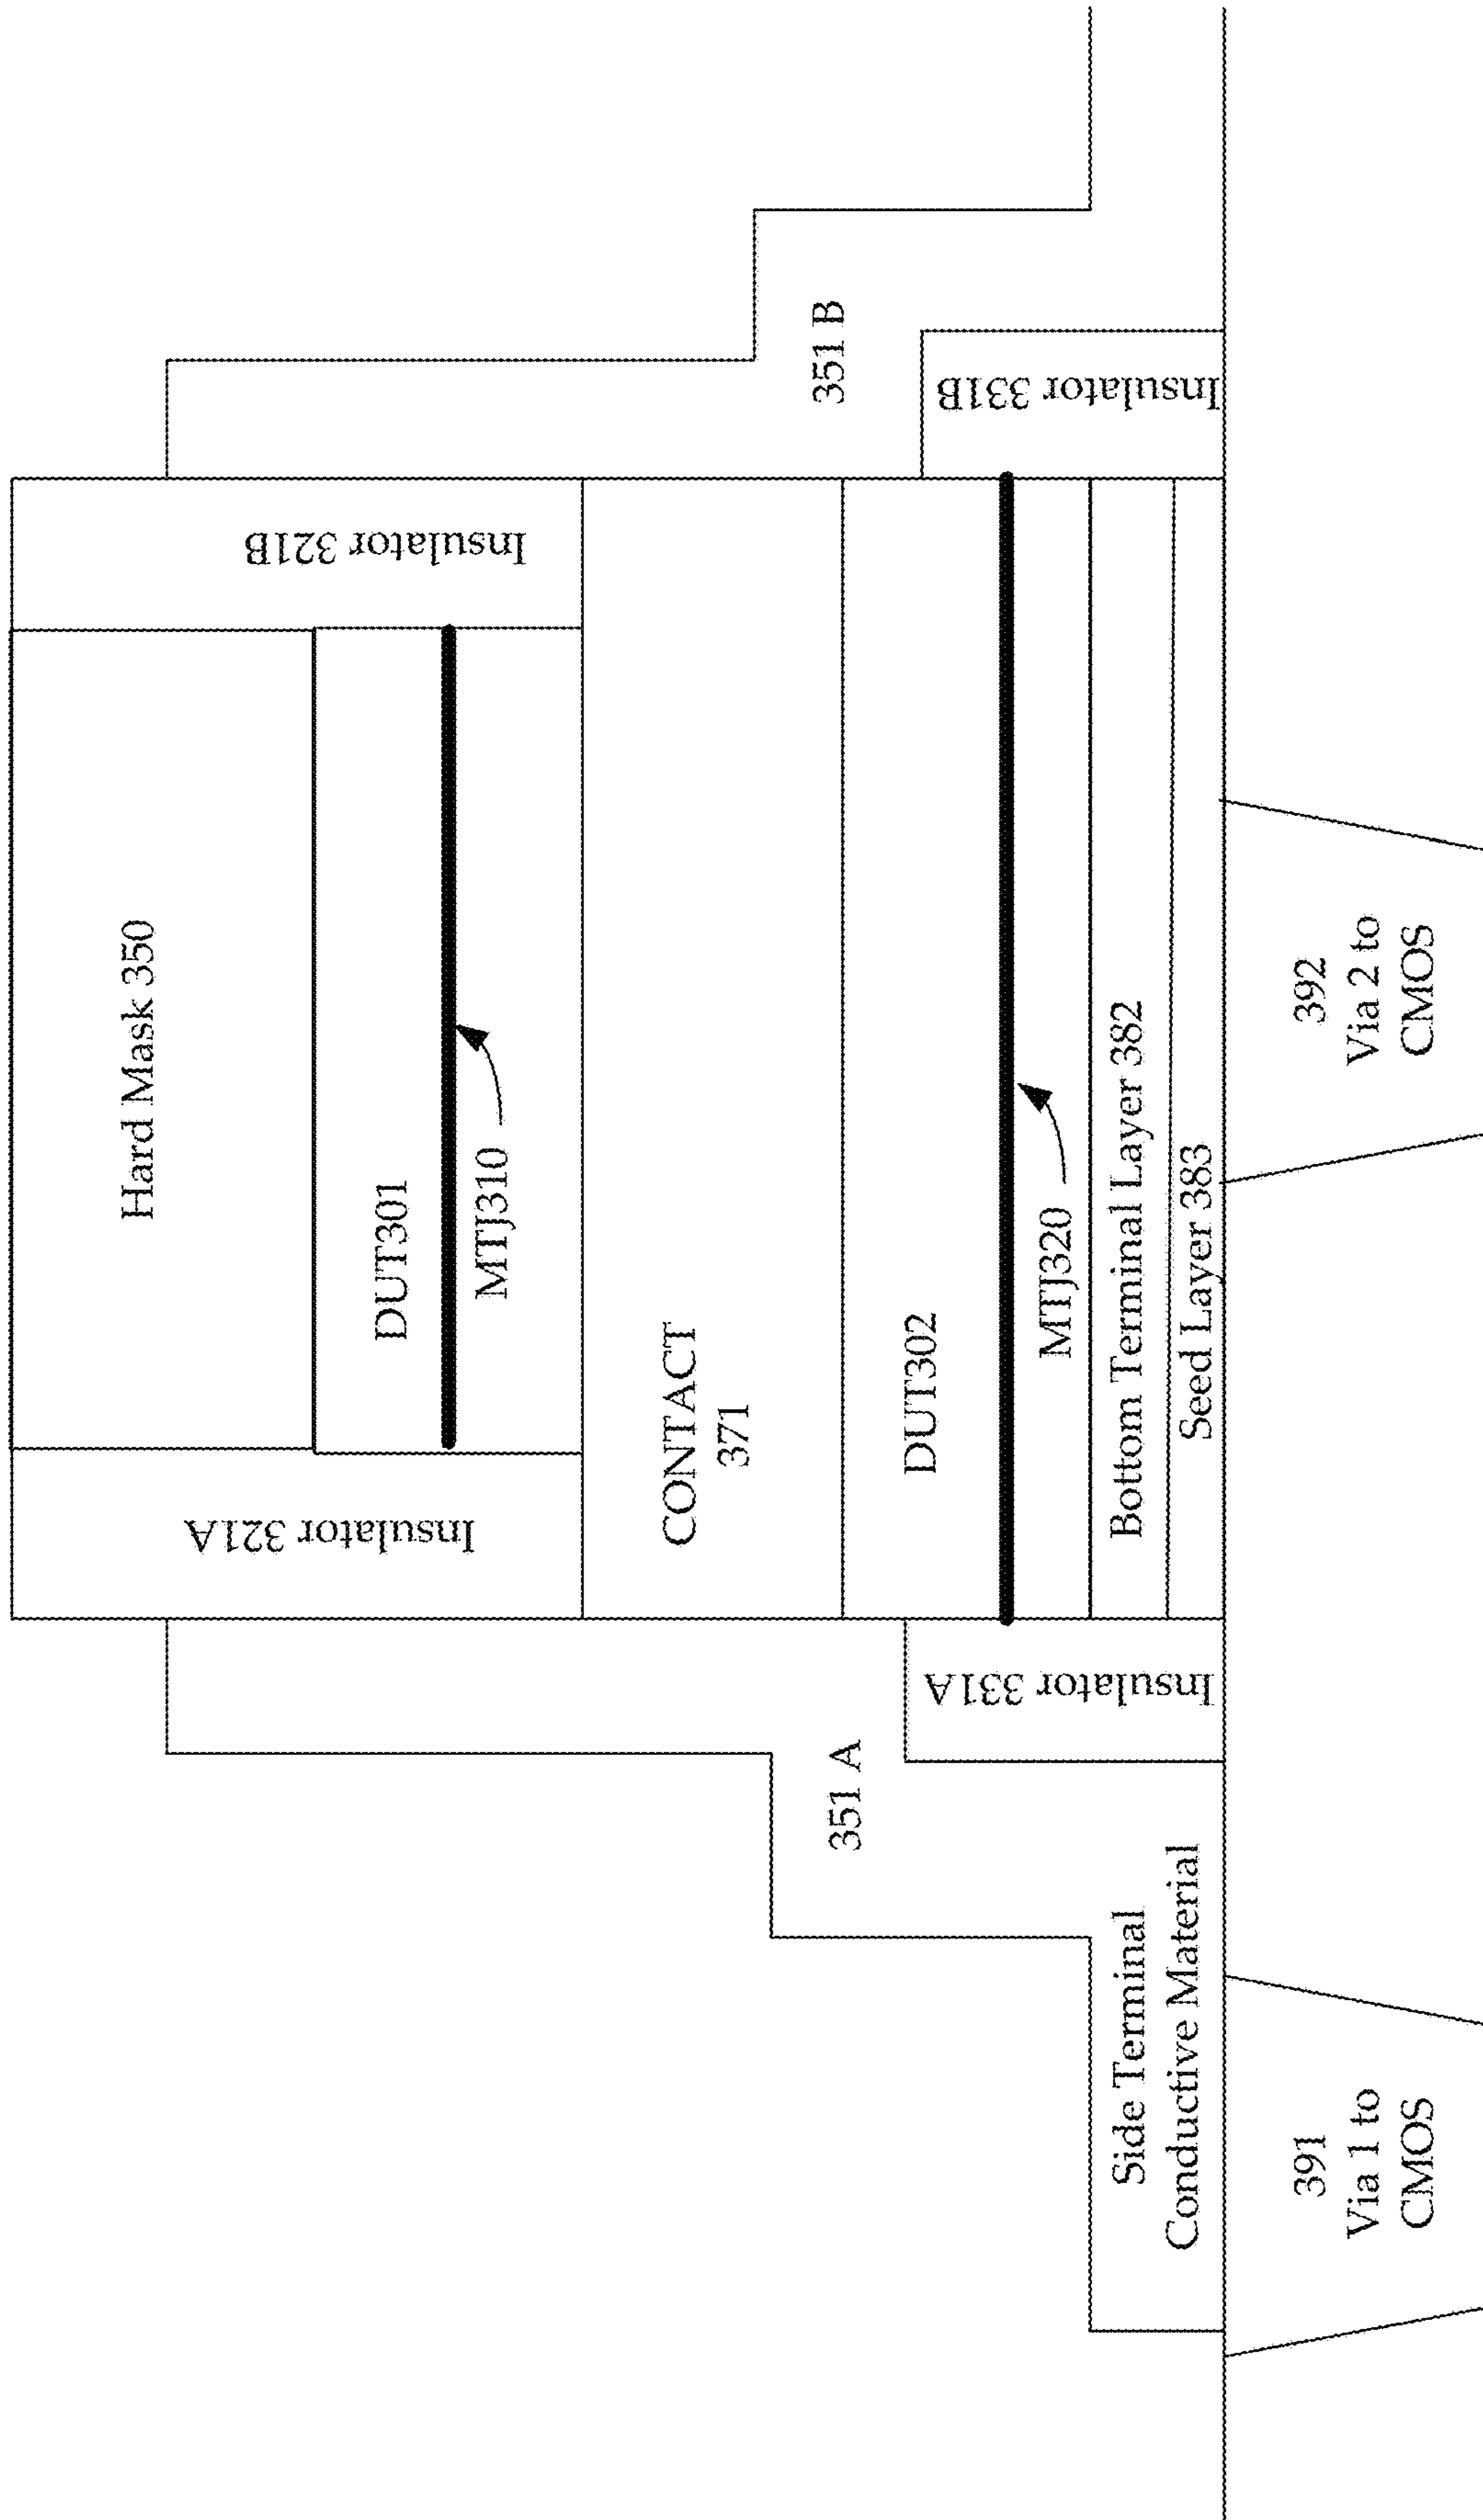 Hard Mask 350
Insulator 321A
Insulator 321B
DUT301
MTJ310
CONTACT
371
351 A
351 B
DUT302
Insulator 331A
Insulator 331B
MTJ320
Bottom Terminal Layer 382
Seed Layer 383
Side Terminal
Conductive Material
391
Via 1 to
CMOS
392
Via 2 to
CMOS